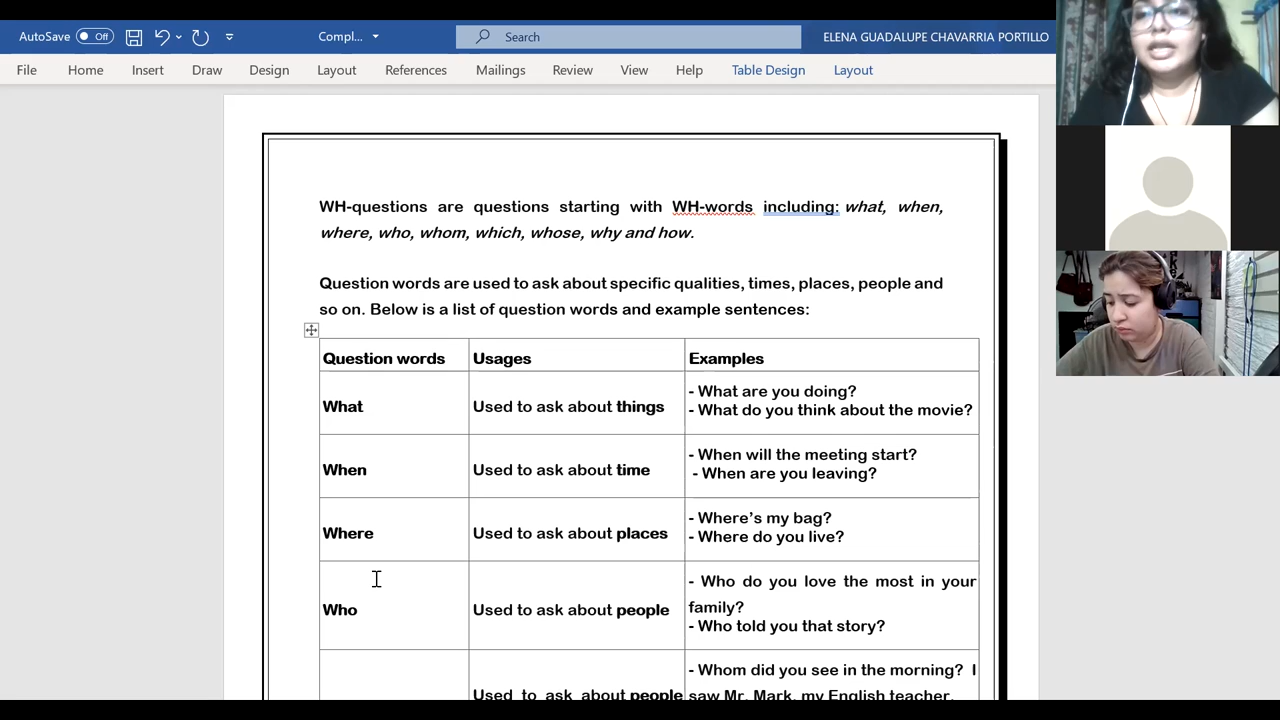 AutoSave Off Compl... Search ELENA GUADALUPE CHAVARRIA PORTILLO
File Home Insert Draw Design Layout References Mailings Review View Help Table Design Layout
WH-questions are questions starting with WH-words including: what, when,
where, who, whom, which, whose, why and how.
Question words are used to ask about specific qualities, times, places, people and
so on. Below is a list of question words and example sentences:
Question words Usages Examples
What Used to ask about things
- What are you doing?
- What do you think about the movie?
When Used to ask about time
- When will the meeting start?
- When are you leaving?
Where Used to ask about places
- Where's my bag?
- Where do you live?
Who Used to ask about people
- Who do you love the most in your
family?
- Who told you that story?
Used to ask about people
- Whom did you see in the morning? I
saw Mr. Mark, my English teacher.